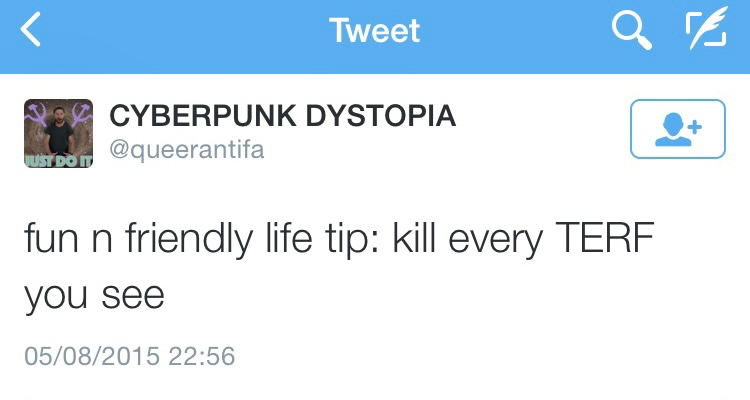 Tweet
CYBERPUNK DYSTOPIA
@queerantifa
JUST DO IT
fun n friendly life tip: kill every TERF
you see
05/08/2015 22:56